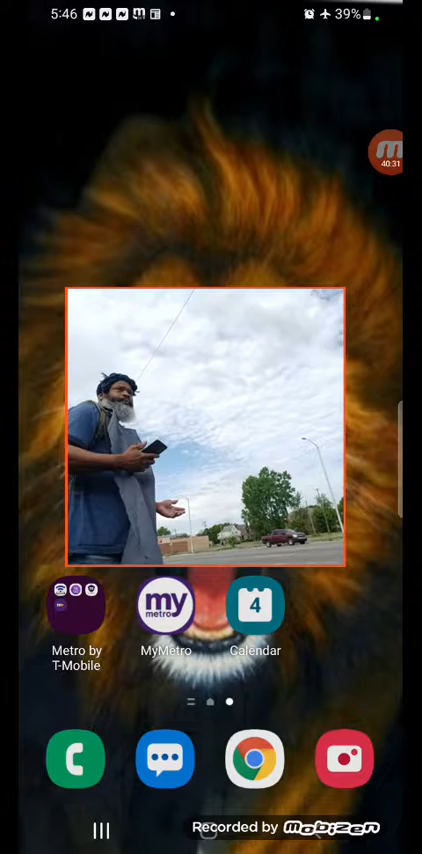 5:46
39%
40:31
my
metro
4
Metro by
T-Mobile
MyMetro
Calendar
Recorded by mobizen